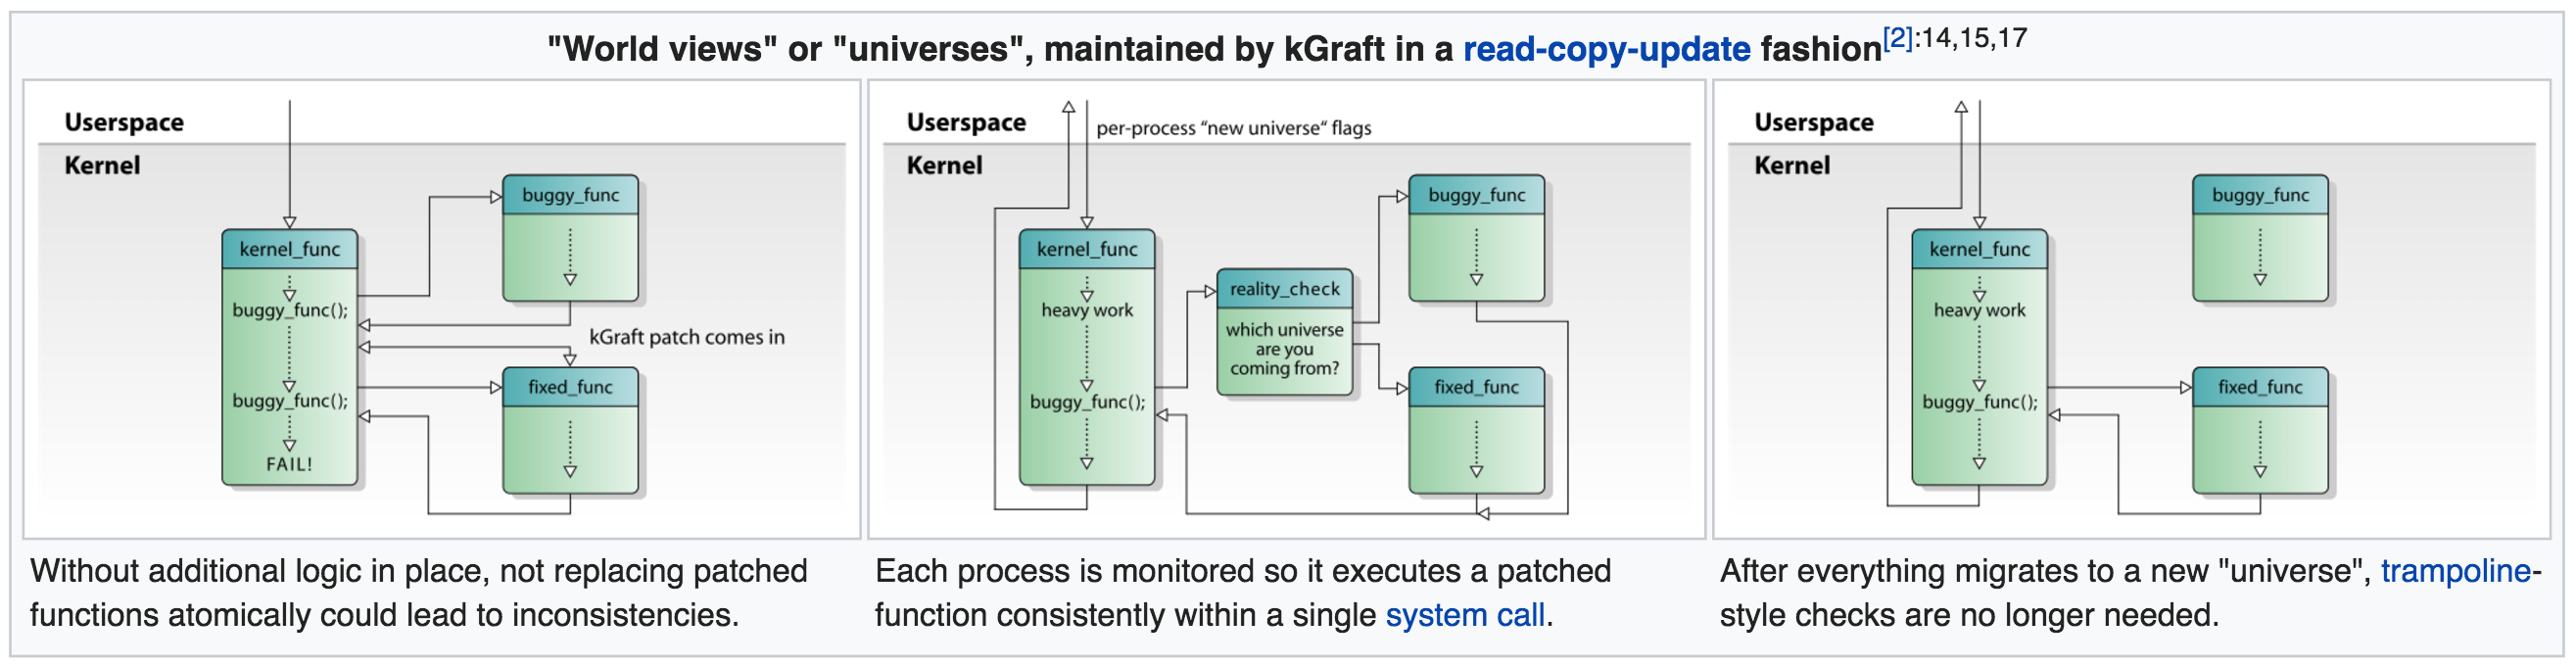 "World views" or "universes", maintained by kGraft in a read-copy-update fashion[2]:14,15,17
Userspace
Kernel
buggy_func
kernel_func
buggy_func();
kGraft patch comes in
fixed_func
buggy_func();
FAIL!
Without additional logic in place, not replacing patched
functions atomically could lead to inconsistencies.
Userspace
per-process “new universe“ flags
Kernel
buggy_func
kernel_func
reality_check
heavy work
which universe
are you
coming from?
fixed_func
buggy_func();
Each process is monitored so it executes a patched
function consistently within a single system call.
Userspace
Kernel
buggy_func
kernel_func
heavy work
fixed_func
buggy_func();
After everything migrates to a new "universe", trampoline-
style checks are no longer needed.